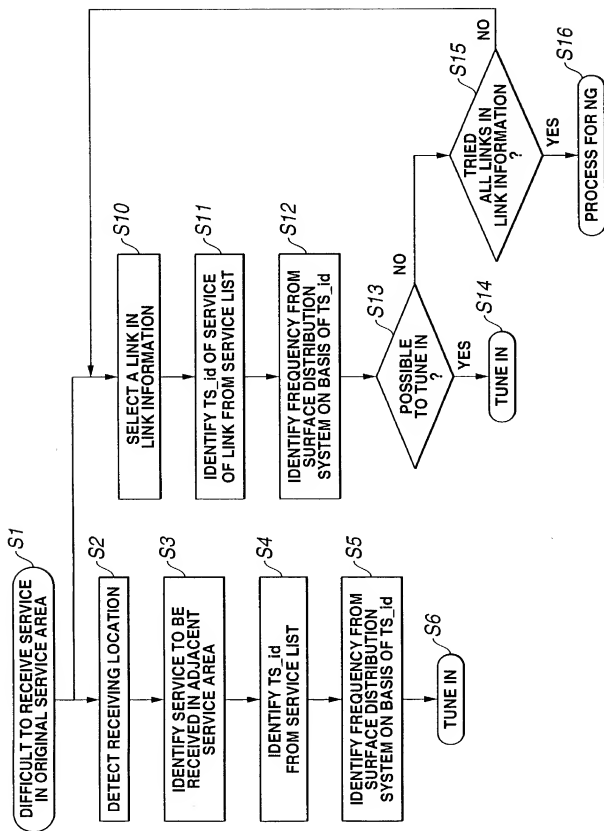 S1
DIFFICULT TO RECEIVE SERVICE
IN ORIGINAL SERVICE AREA
S2
DETECT RECEIVING LOCATION
S3
IDENTIFY SERVICE TO BE
RECEIVED IN ADJACENT
SERVICE AREA
S4
IDENTIFY TS_id
FROM SERVICE LIST
S5
IDENTIFY FREQUENCY FROM
SURFACE DISTRIBUTION
SYSTEM ON BASIS OF TS_id
S6
TUNE IN
S10
SELECT A LINK IN
LINK INFORMATION
S11
IDENTIFY TS_id OF SERVICE
OF LINK FROM SERVICE LIST
S12
IDENTIFY FREQUENCY FROM
SURFACE DISTRIBUTION
SYSTEM ON BASIS OF TS_id
S13
POSSIBLE
TO TUNE IN
?
NO
YES
S14
TUNE IN
S15
TRIED
ALL LINKS IN
LINK INFORMATION
?
NO
YES
S16
PROCESS FOR NG